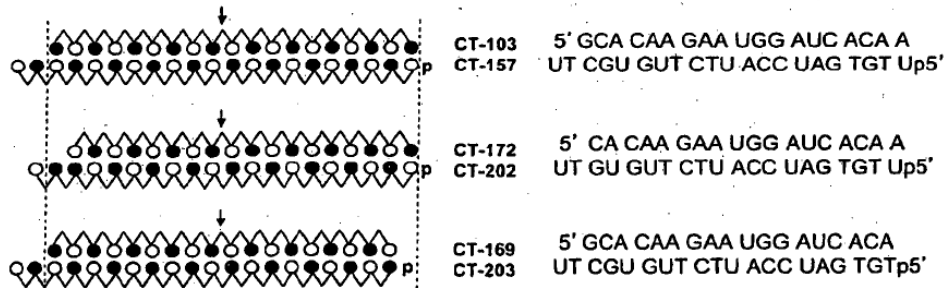 CT-103 5' GCA CAA GAA UGG AUC ACA A
p CT-157 UT CGU GUT CTU ACC UAG TGT Up5'
CT-172 5' CA CAA GAA UGG AUC ACA A
p CT-202 UT GU GUT CTU ACC UAG TGT Up5'
CT-169 5' GCA CAA GAA UGG AUC ACA
p CT-203 UT CGU GUT CTU ACC UAG TGTp5'